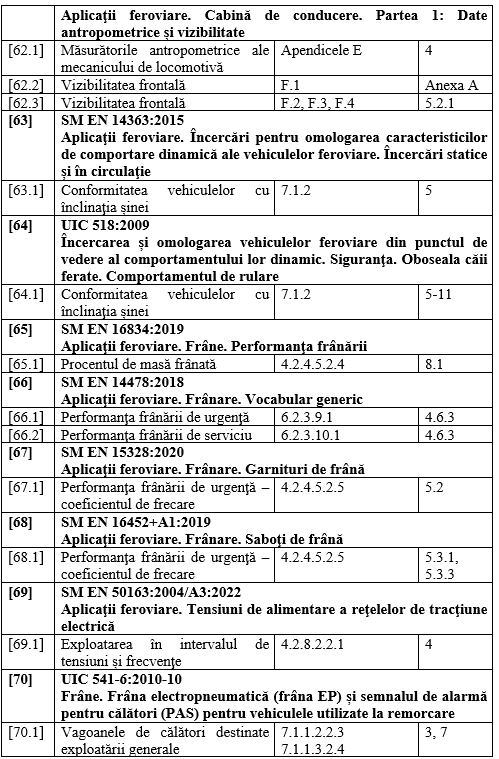 Aplicații feroviare. Cabină de conducere. Partea 1: Date
antropometrice și vizibilitate
[62.1] Măsurătorile antropometrice ale Apendicele E 4
mecanicului de locomotivă
[62.2] Vizibilitatea frontală F.1 Anexa A
[62.3] Vizibilitatea frontală F.2, F.3, F.4 5.2.1
[63] SM EN 14363:2015
Aplicații feroviare. Încercări pentru omologarea caracteristicilor
de comportare dinamică ale vehiculelor feroviare. Încercări statice
și în circulație
[63.1] Conformitatea vehiculelor cu 7.1.2 5
înclinația șinei
[64] UIC 518:2009
Încercarea și omologarea vehiculelor feroviare din punctul de
vedere al comportamentului lor dinamic. Siguranța. Oboseala căii
ferate. Comportamentul de rulare
[64.1] Conformitatea vehiculelor cu 7.1.2 5-11
înclinația șinei
[65] SM EN 16834:2019
Aplicații feroviare. Frâne. Performanța frânării
[65.1] Procentul de masă frânată 4.2.4.5.2.4 8.1
[66] SM EN 14478:2018
Aplicații feroviare. Frânare. Vocabular generic
[66.1] Performanța frânării de urgență 6.2.3.9.1 4.6.3
[66.2] Performanța frânării de serviciu 6.2.3.10.1 4.6.3
[67] SM EN 15328:2020
Aplicații feroviare. Frânare. Garnituri de frână
[67.1] Performanța frânării de urgență – 4.2.4.5.2.5 5.2
coeficientul de frecare
[68] SM EN 16452+A1:2019
Aplicații feroviare. Frânare. Saboți de frână
[68.1] Performanța frânării de urgență – 4.2.4.5.2.5 5.3.1,
coeficientul de frecare 5.3.3
[69] SM EN 50163:2004/A3:2022
Aplicații feroviare. Tensiuni de alimentare a rețelelor de tracțiune
electrică
[69.1] Exploatarea în intervalul de 4.2.8.2.2.1 4
tensiuni și frecvențe
[70] UIC 541-6:2010-10
Frâne. Frâna electropneumatică (frâna EP) și semnalul de alarmă
pentru călători (PAS) pentru vehiculele utilizate la remorcare
[70.1] Vagoanele de călători destinate 7.1.1.2.2.3 3, 7
exploatării generale 7.1.1.3.2.4